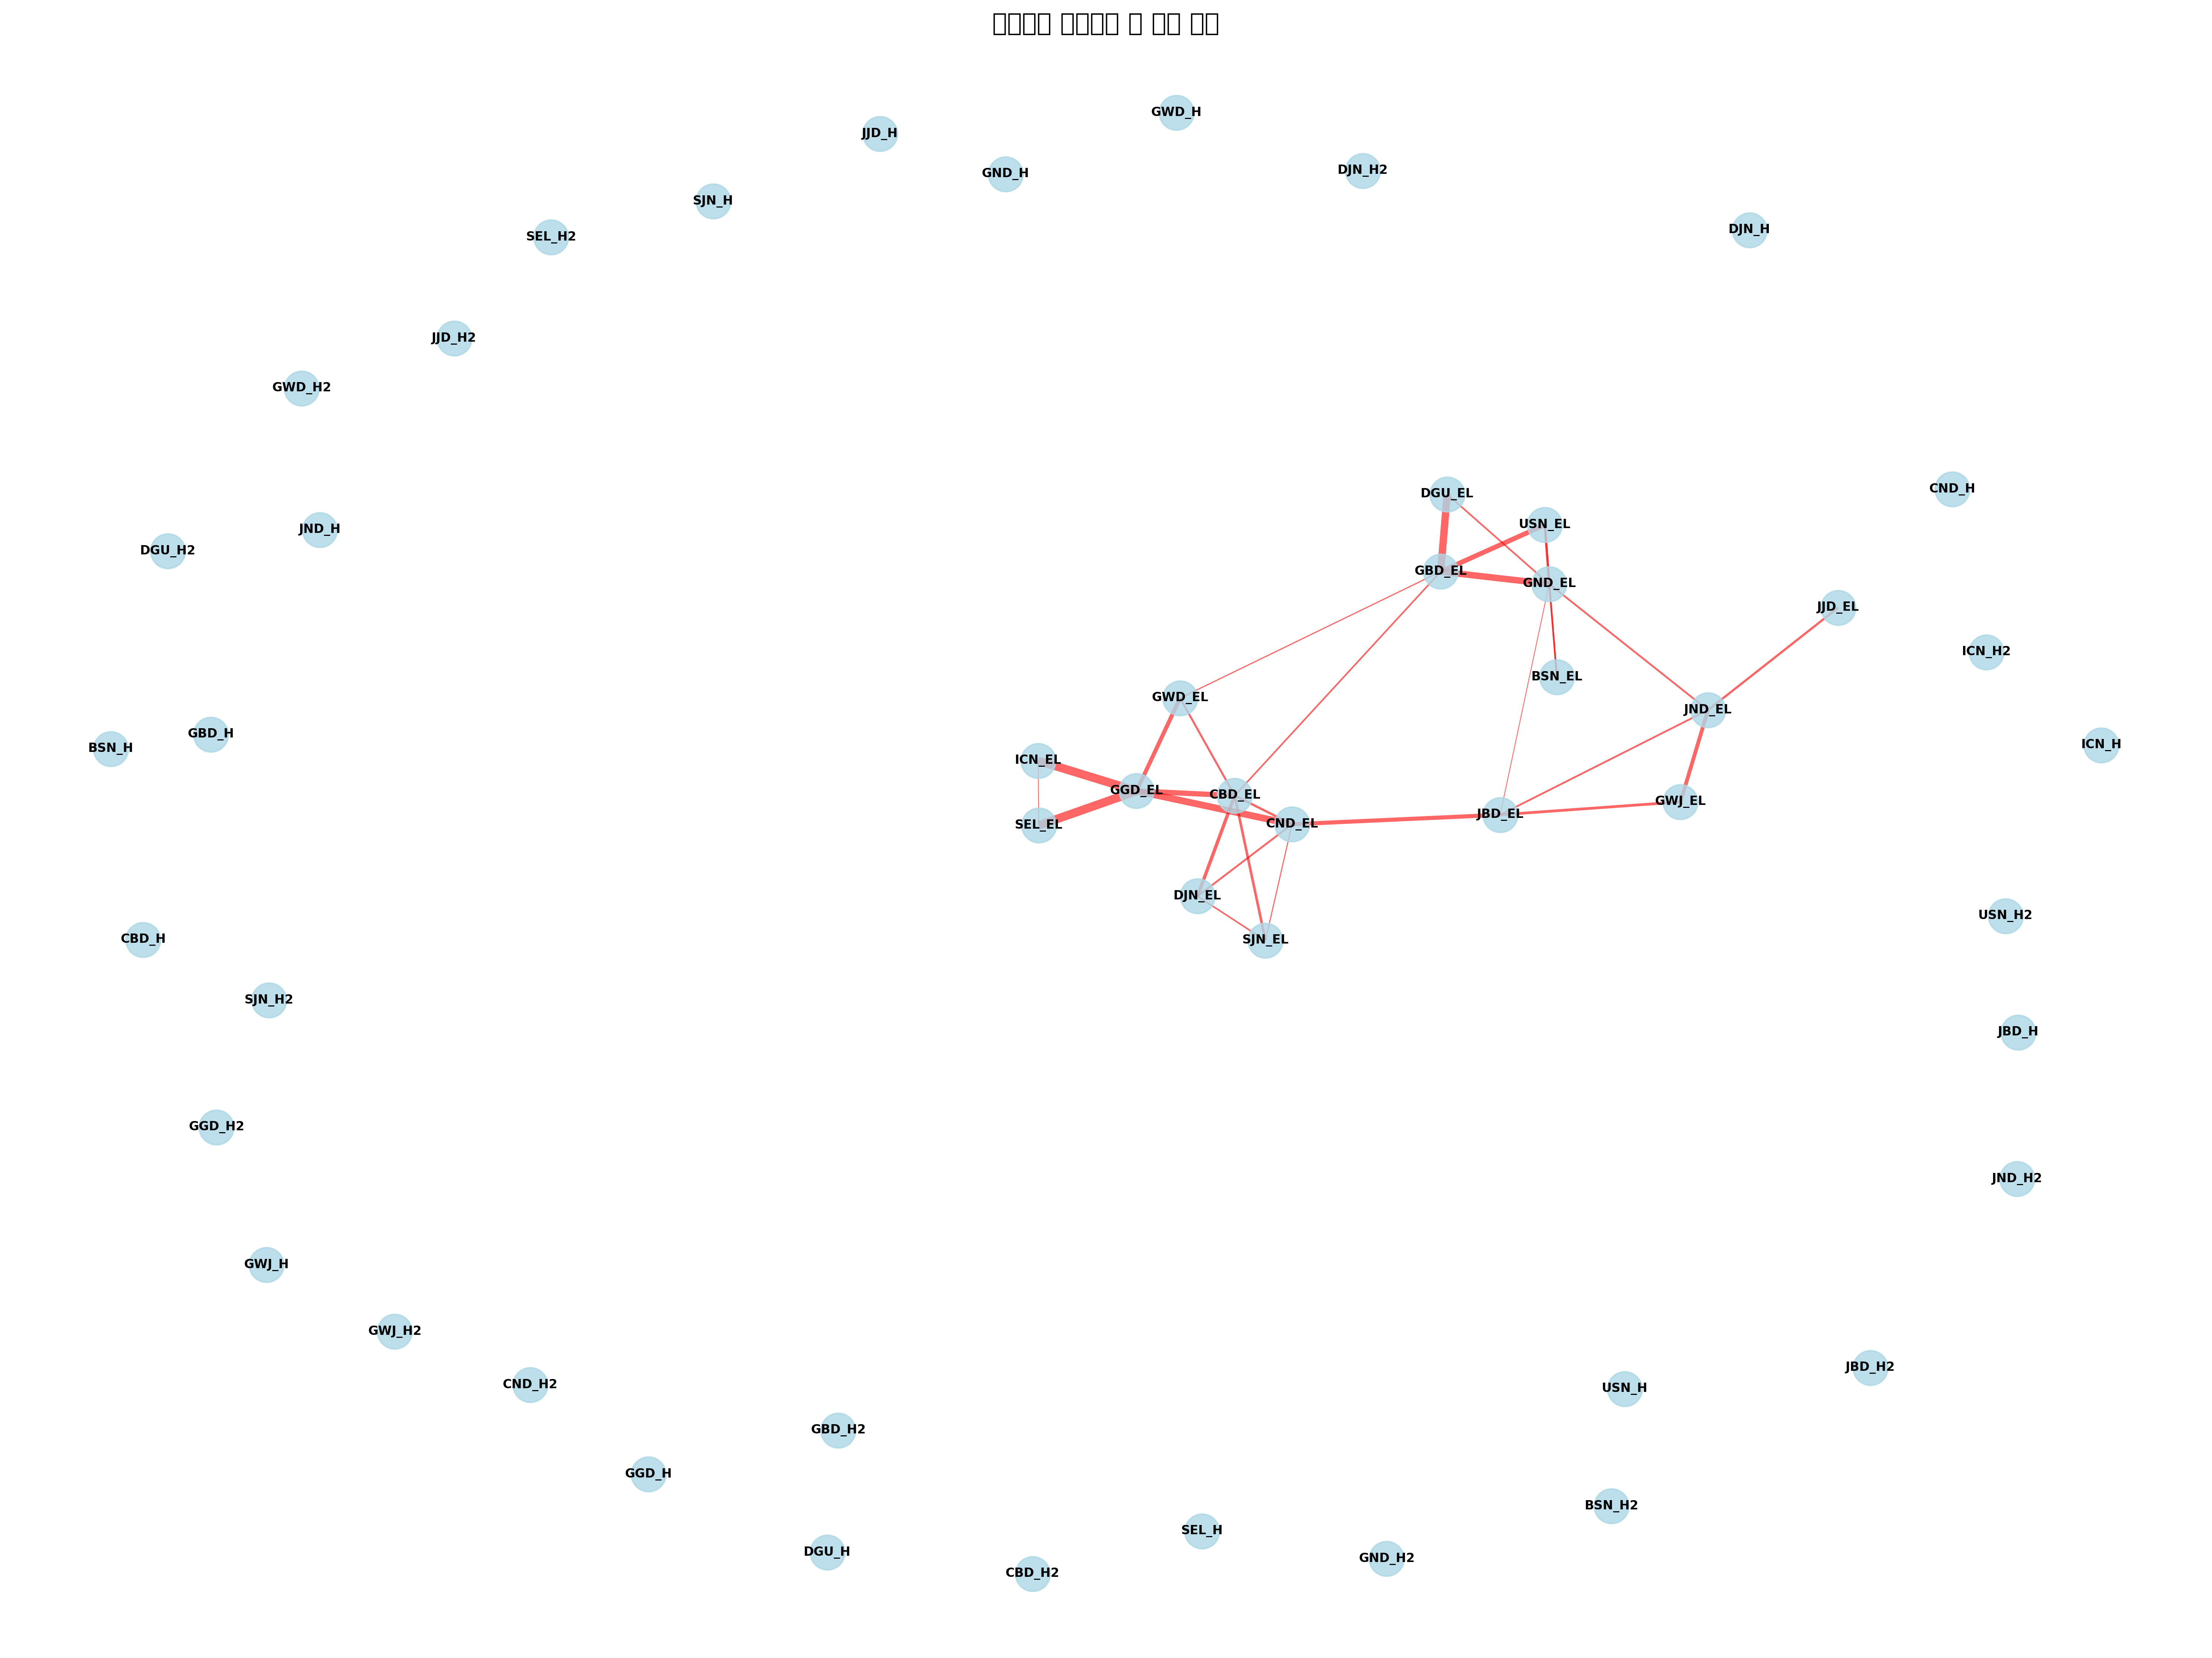 GWD_H
JJD_H
GND_H
DJN_H2
SJN_H
DJN_H
SEL_H2
JJD_H2
GWD_H2
CND_H
DGU_EL
USN_EL
JND_H
DGU_H2
GBD_EL
GND_EL
JJD_EL
ICN_H2
BSN_EL
GWD_EL
JND_EL
GBD_H
BSN_H
ICN_H
ICN_EL
GGD_EL
CBD_EL
GWJ_EL
JBD_EL
SEL_EL
CND_EL
DJN_EL
USN_H2
CBD_H
SJN_EL
SJN_H2
JBD_H
GGD_H2
JND_H2
GWJ_H
GWJ_H2
JBD_H2
CND_H2
USN_H
GBD_H2
GGD_H
BSN_H2
SEL_H
DGU_H
GND_H2
CBD_H2